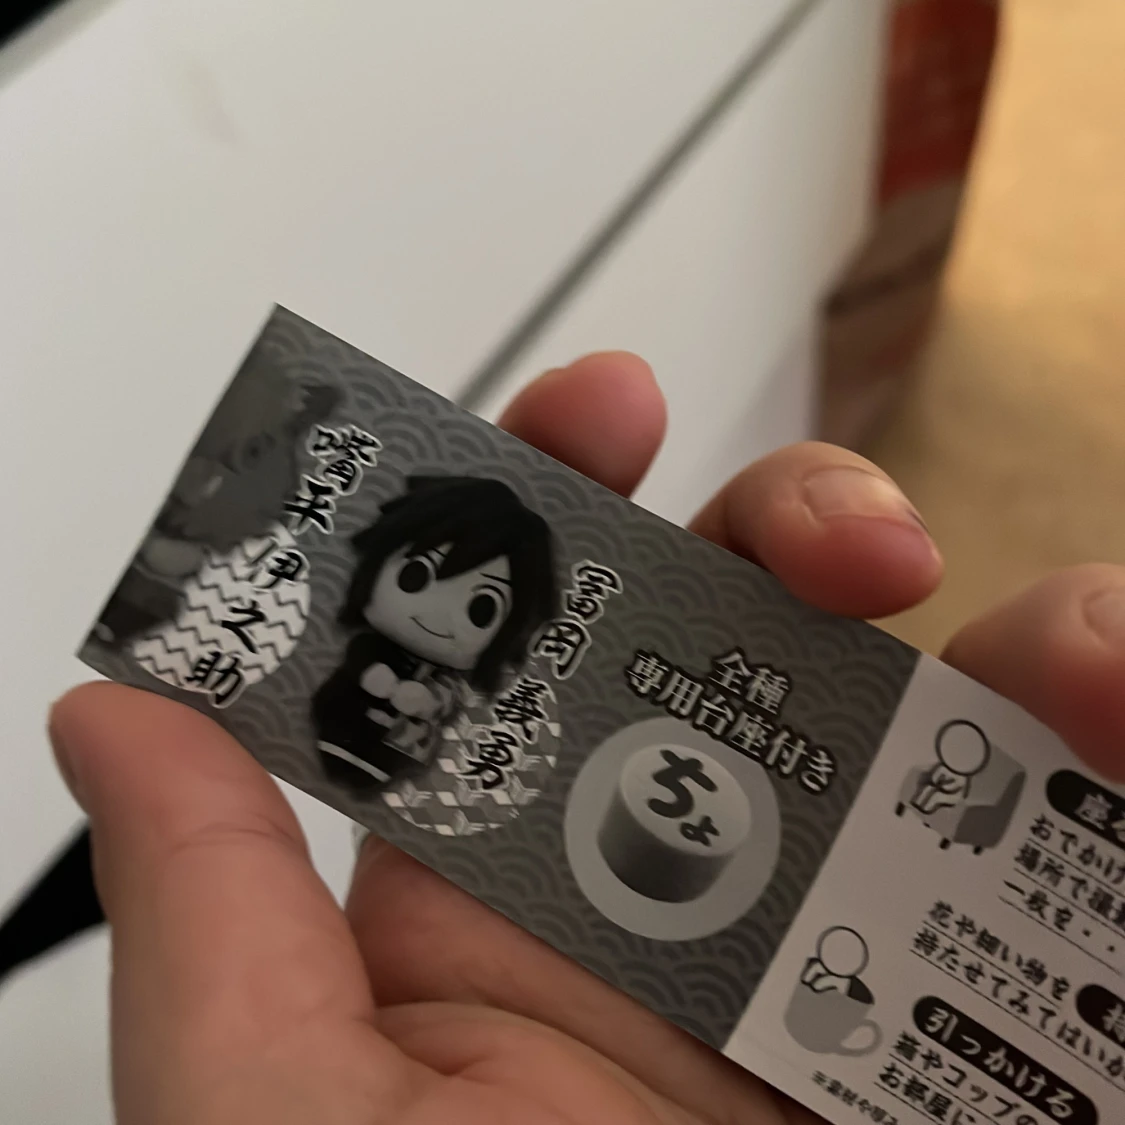 嘴平伊之助
冨岡義勇
全種
専用台座付き
ちょ
おでかけ
場所で撮
一枚を・・
花や細い物を
持たせてみてはいか
引っかける
箱やコップの
お部屋に